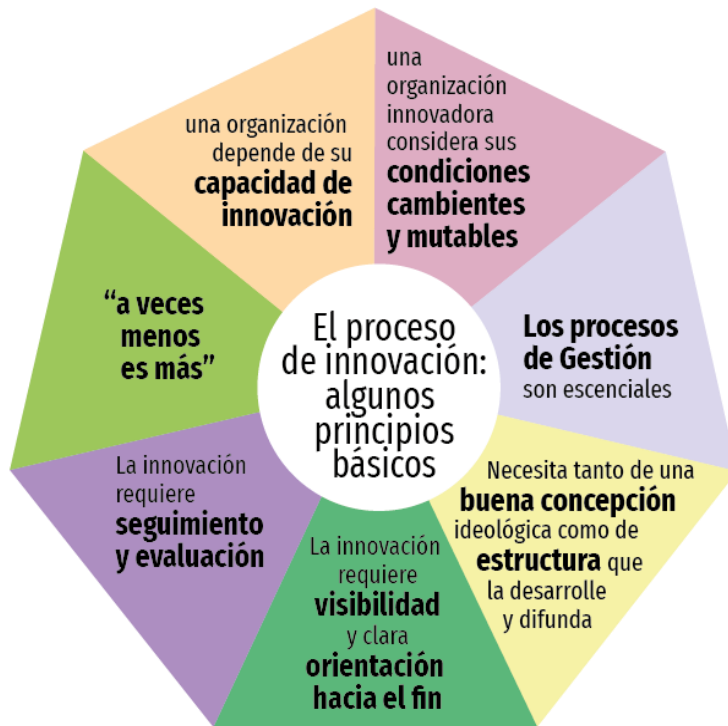 El proceso
de innovación:
algunos
principios
básicos
una
organización
innovadora
considera sus
condiciones
cambientes
y mutables
Los procesos
de Gestión
son escenciales
Necesita tanto de una
buena concepción
ideológica como de
estructura que
la desarrolle
y difunda
La innovación
requiere
visibilidad
y clara
orientación
hacia el fin
La innovación
requiere
seguimiento
y evaluación
“a veces
menos
es más”
una organización
depende de su
capacidad de
innovación